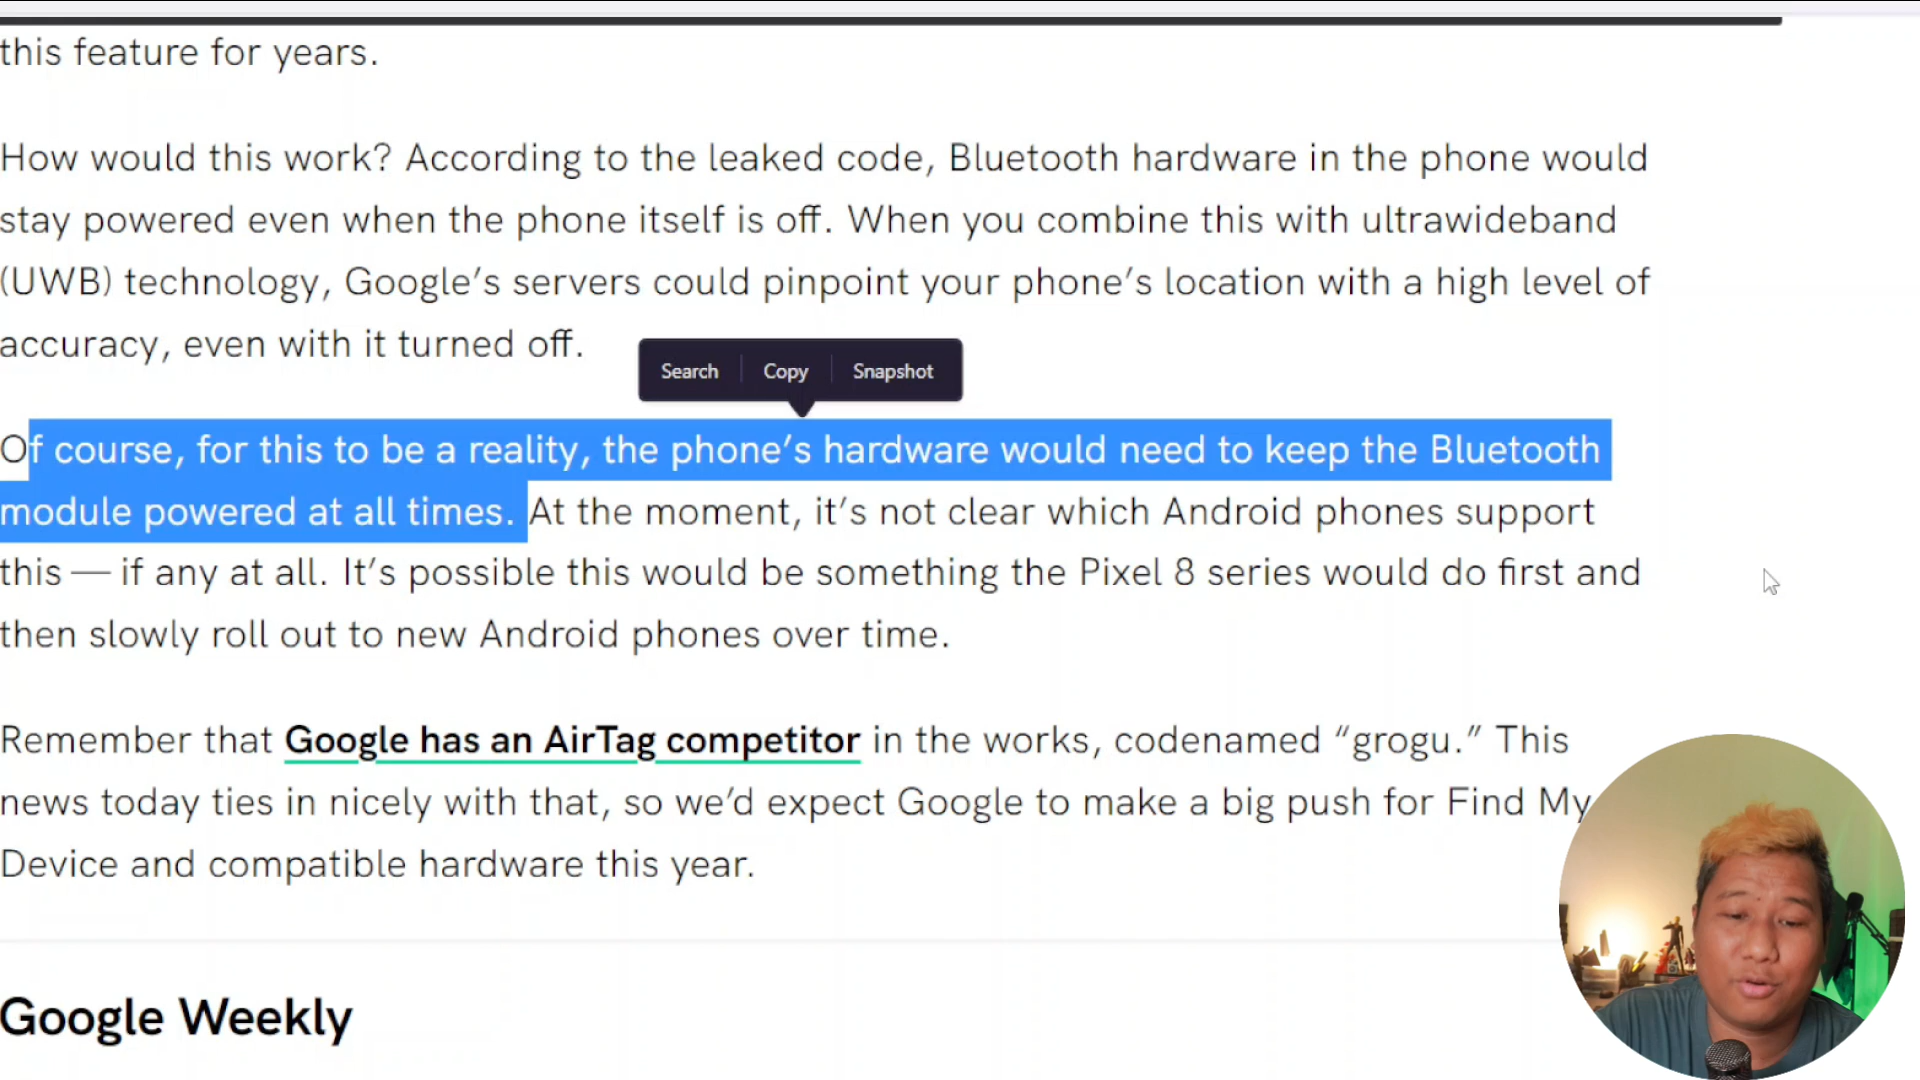 this feature for years.
How would this work? According to the leaked code, Bluetooth hardware in the phone would
stay powered even when the phone itself is off. When you combine this with ultrawideband
(UWB) technology, Google’s servers could pinpoint your phone’s location with a high level of
accuracy, even with it turned off.
Search Copy Snapshot
Of course, for this to be a reality, the phone’s hardware would need to keep the Bluetooth
module powered at all times. At the moment, it’s not clear which Android phones support
this — if any at all. It’s possible this would be something the Pixel 8 series would do first and
then slowly roll out to new Android phones over time.
Remember that Google has an AirTag competitor in the works, codenamed “grogu.” This
news today ties in nicely with that, so we’d expect Google to make a big push for Find My
Device and compatible hardware this year.
Google Weekly